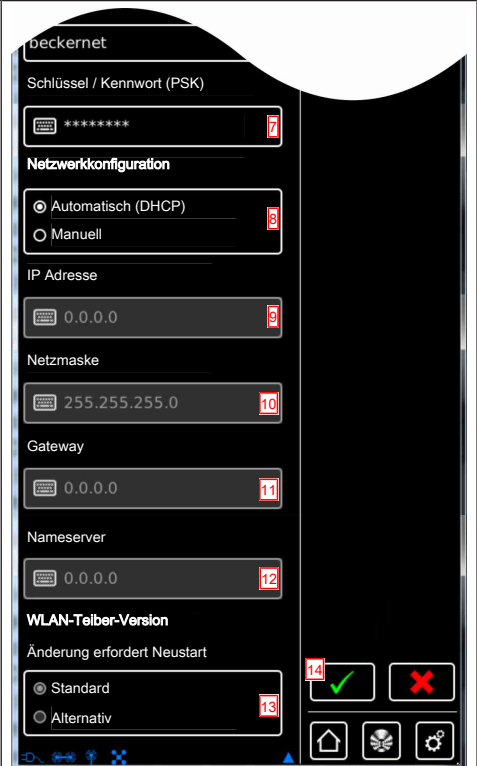 beckernet
Schlüssel / Kennwort (PSK)
******** 7
Netzwerkkonfiguration
Automatisch (DHCP)
8
Manuell
IP Adresse
0.0.0.0 9
Netzmaske
255.255.255.0 10
Gateway
0.0.0.0 11
Nameserver
0.0.0.0 12
WLAN-Teiber-Version
Änderung erfordert Neustart
14
Standard
13
Alternativ